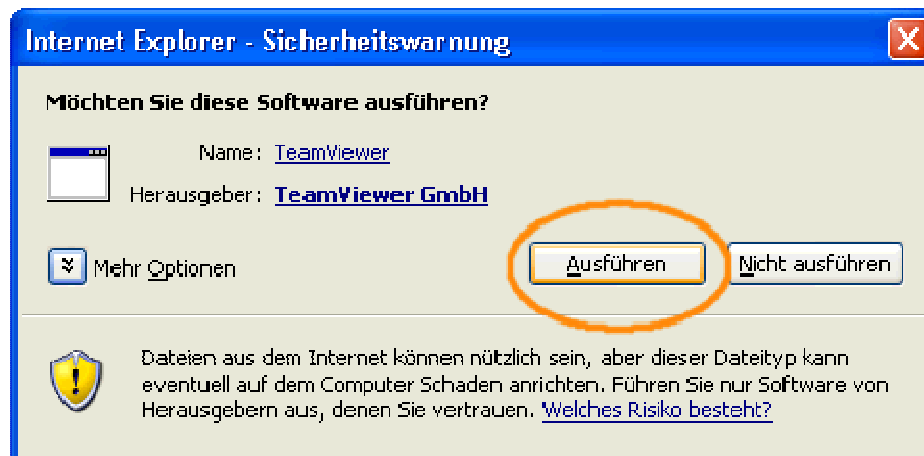 Internet Explorer - Sicherheitswarnung
Möchten Sie diese Software ausführen?
Name: TeamViewer
Herausgeber: TeamViewer GmbH
Mehr Optionen
Ausführen
Nicht ausführen
Dateien aus dem Internet können nützlich sein, aber dieser Dateityp kann
eventuell auf dem Computer Schaden anrichten. Führen Sie nur Software von
Herausgebern aus, denen Sie vertrauen. Welches Risiko besteht?